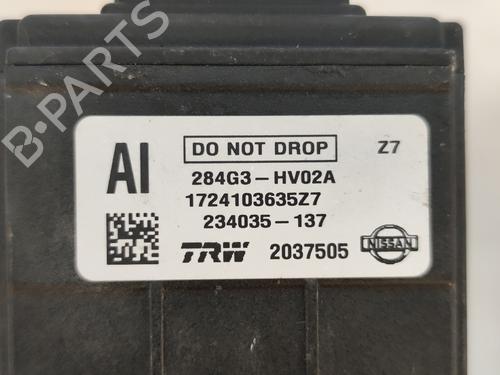 B-PARTS
AI
DO NOT DROP
Z7
284G3-HV02A
1724103635Z7
234035-137
TRW 2037505
NISSAN